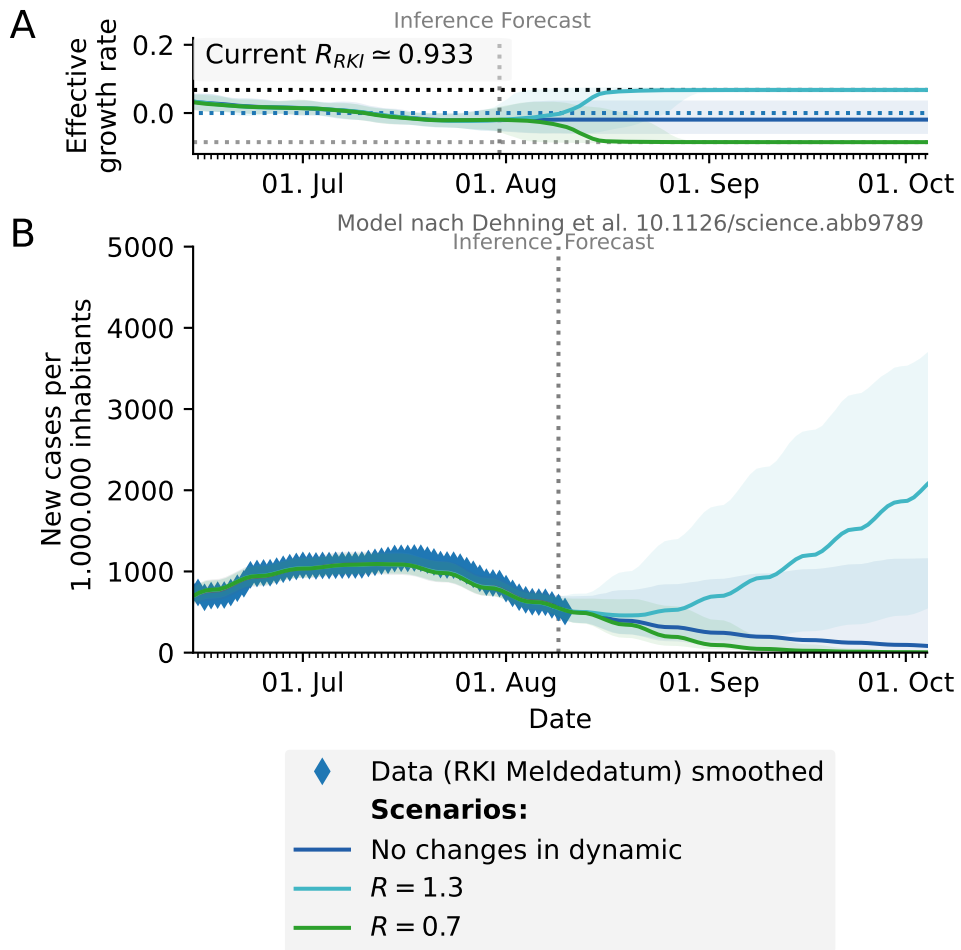 A
Inference Forecast
Effective
growth rate
0.2
0.0
Current R_RKI ≃ 0.933
01. Jul
01. Aug
01. Sep
01. Oct
B
Model nach Dehning et al. 10.1126/science.abb9789
Inference Forecast
New cases per
1.000.000 inhabitants
5000
4000
3000
2000
1000
0
01. Jul
01. Aug
01. Sep
01. Oct
Date
Data (RKI Meldedatum) smoothed
Scenarios:
No changes in dynamic
R = 1.3
R = 0.7